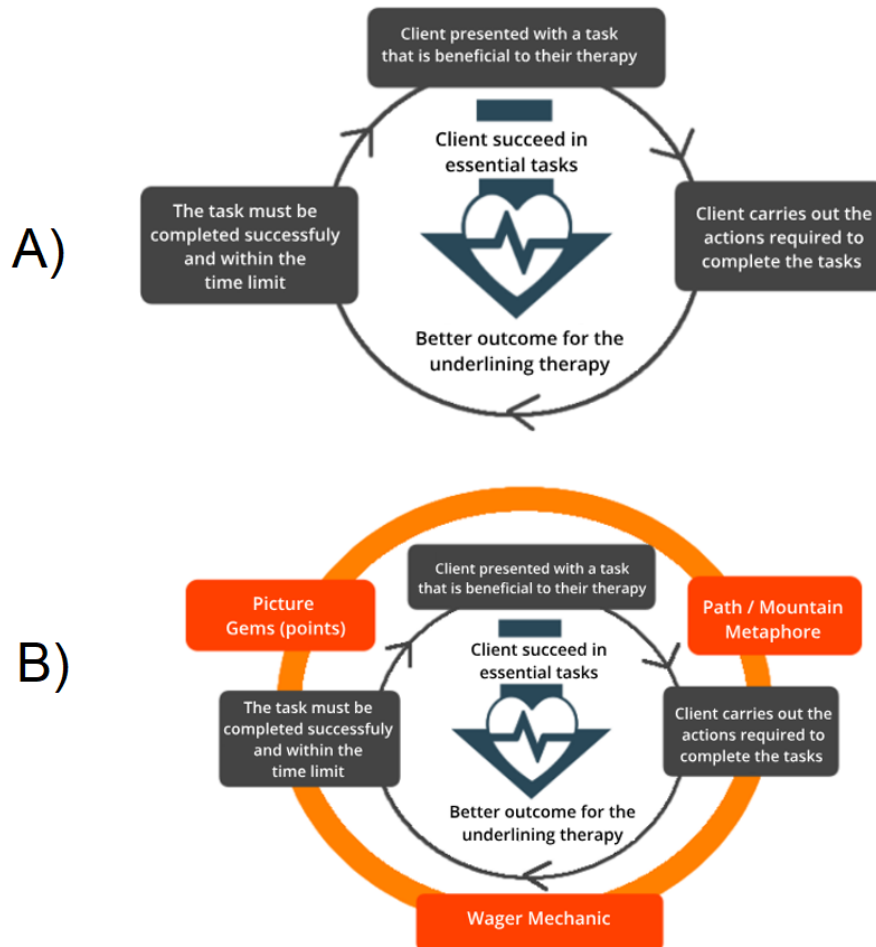 Client presented with a task
that is beneficial to their therapy
Client succeed in
essential tasks
A)
The task must be
completed successfuly
and within the
time limit
Client carries out the
actions required to
complete the tasks
Better outcome for the
underlining therapy
Client presented with a task
that is beneficial to their therapy
Picture
Gems (points)
Path / Mountain
Metaphore
Client succeed in
essential tasks
B)
The task must be
completed successfuly
and within the
time limit
Client carries out the
actions required to
complete the tasks
Better outcome for the
underlining therapy
Wager Mechanic